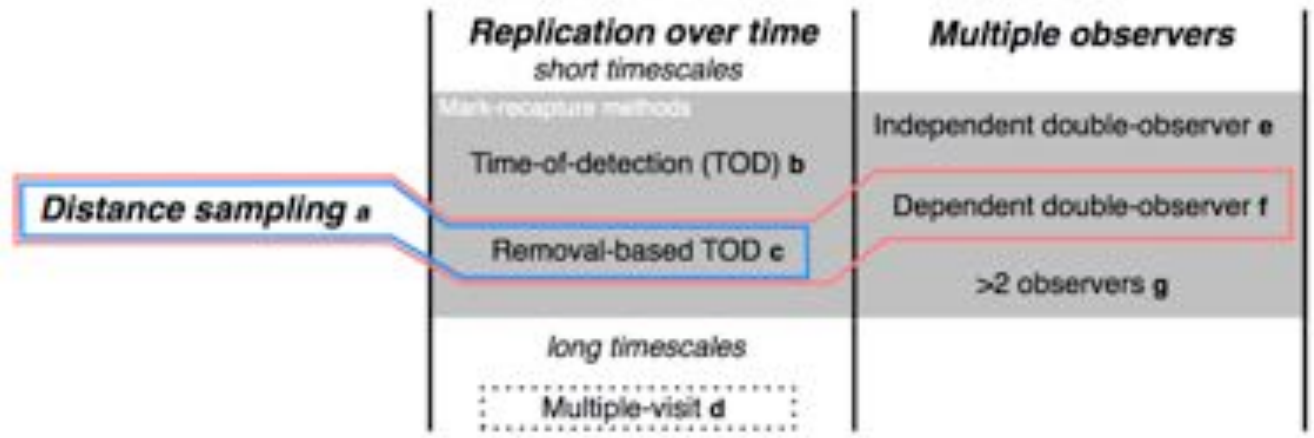 Replication over time
short timescales
Multiple observers
Mark-recapture methods
Time-of-detection (TOD) b
Independent double-observer e
Distance sampling a
Dependent double-observer f
Removal-based TOD c
>2 observers g
long timescales
Multiple-visit d